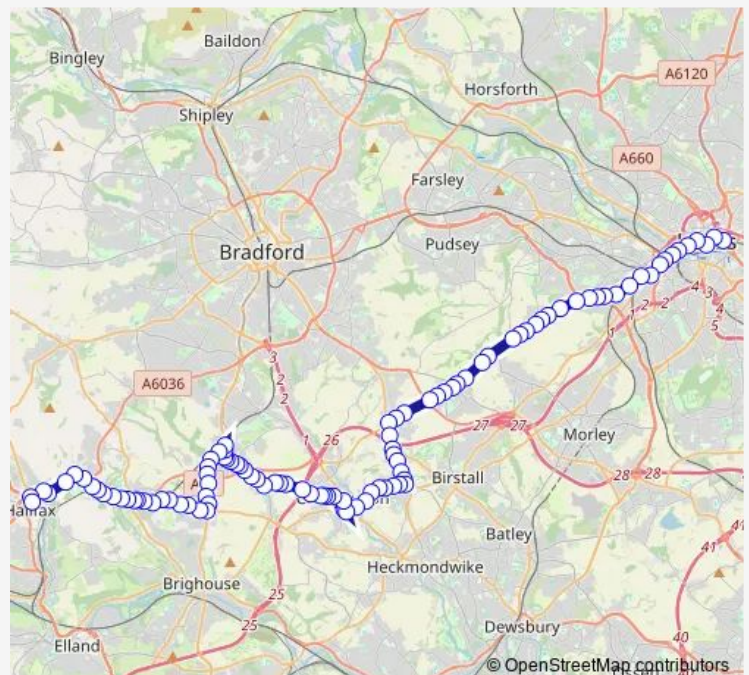 Bingley
Baildon
A6120
Horsforth
Shipley
A660
Farsley
Pudsey
Bradford
4
3
4
5
2
2
1
1
3
2
2
A6036
1
26
27
27
Morley
28
28
Birstall
Halifax
Batley
41
41
Heckmondwike
Brighouse
25
25
Dewsbury
40
Elland
© OpenStreetMap contributors